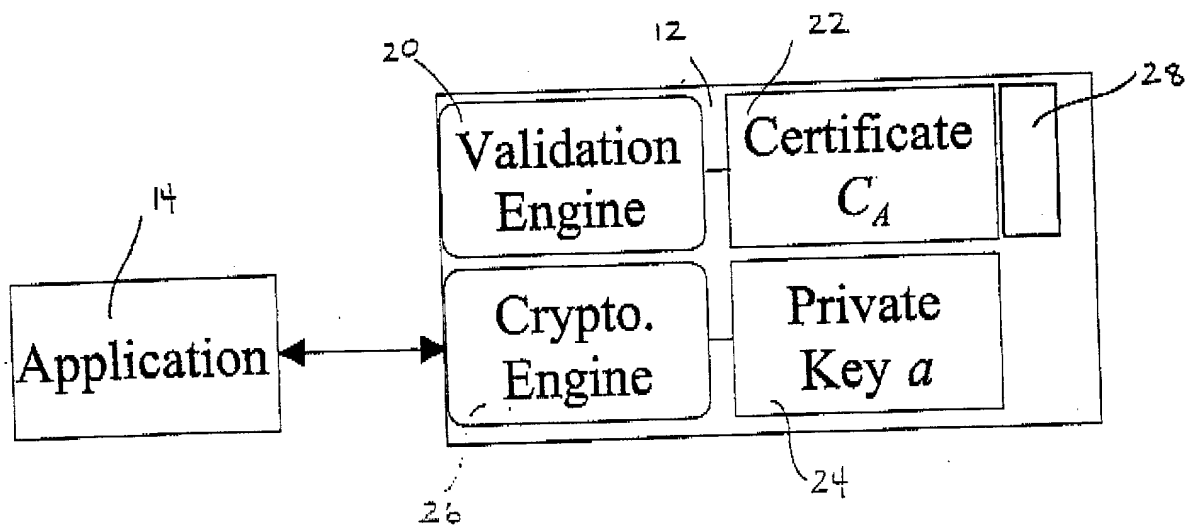 20
12
22
28
Validation
Engine
Certificate
C_A
14
Application
Crypto.
Engine
Private
Key a
26
24